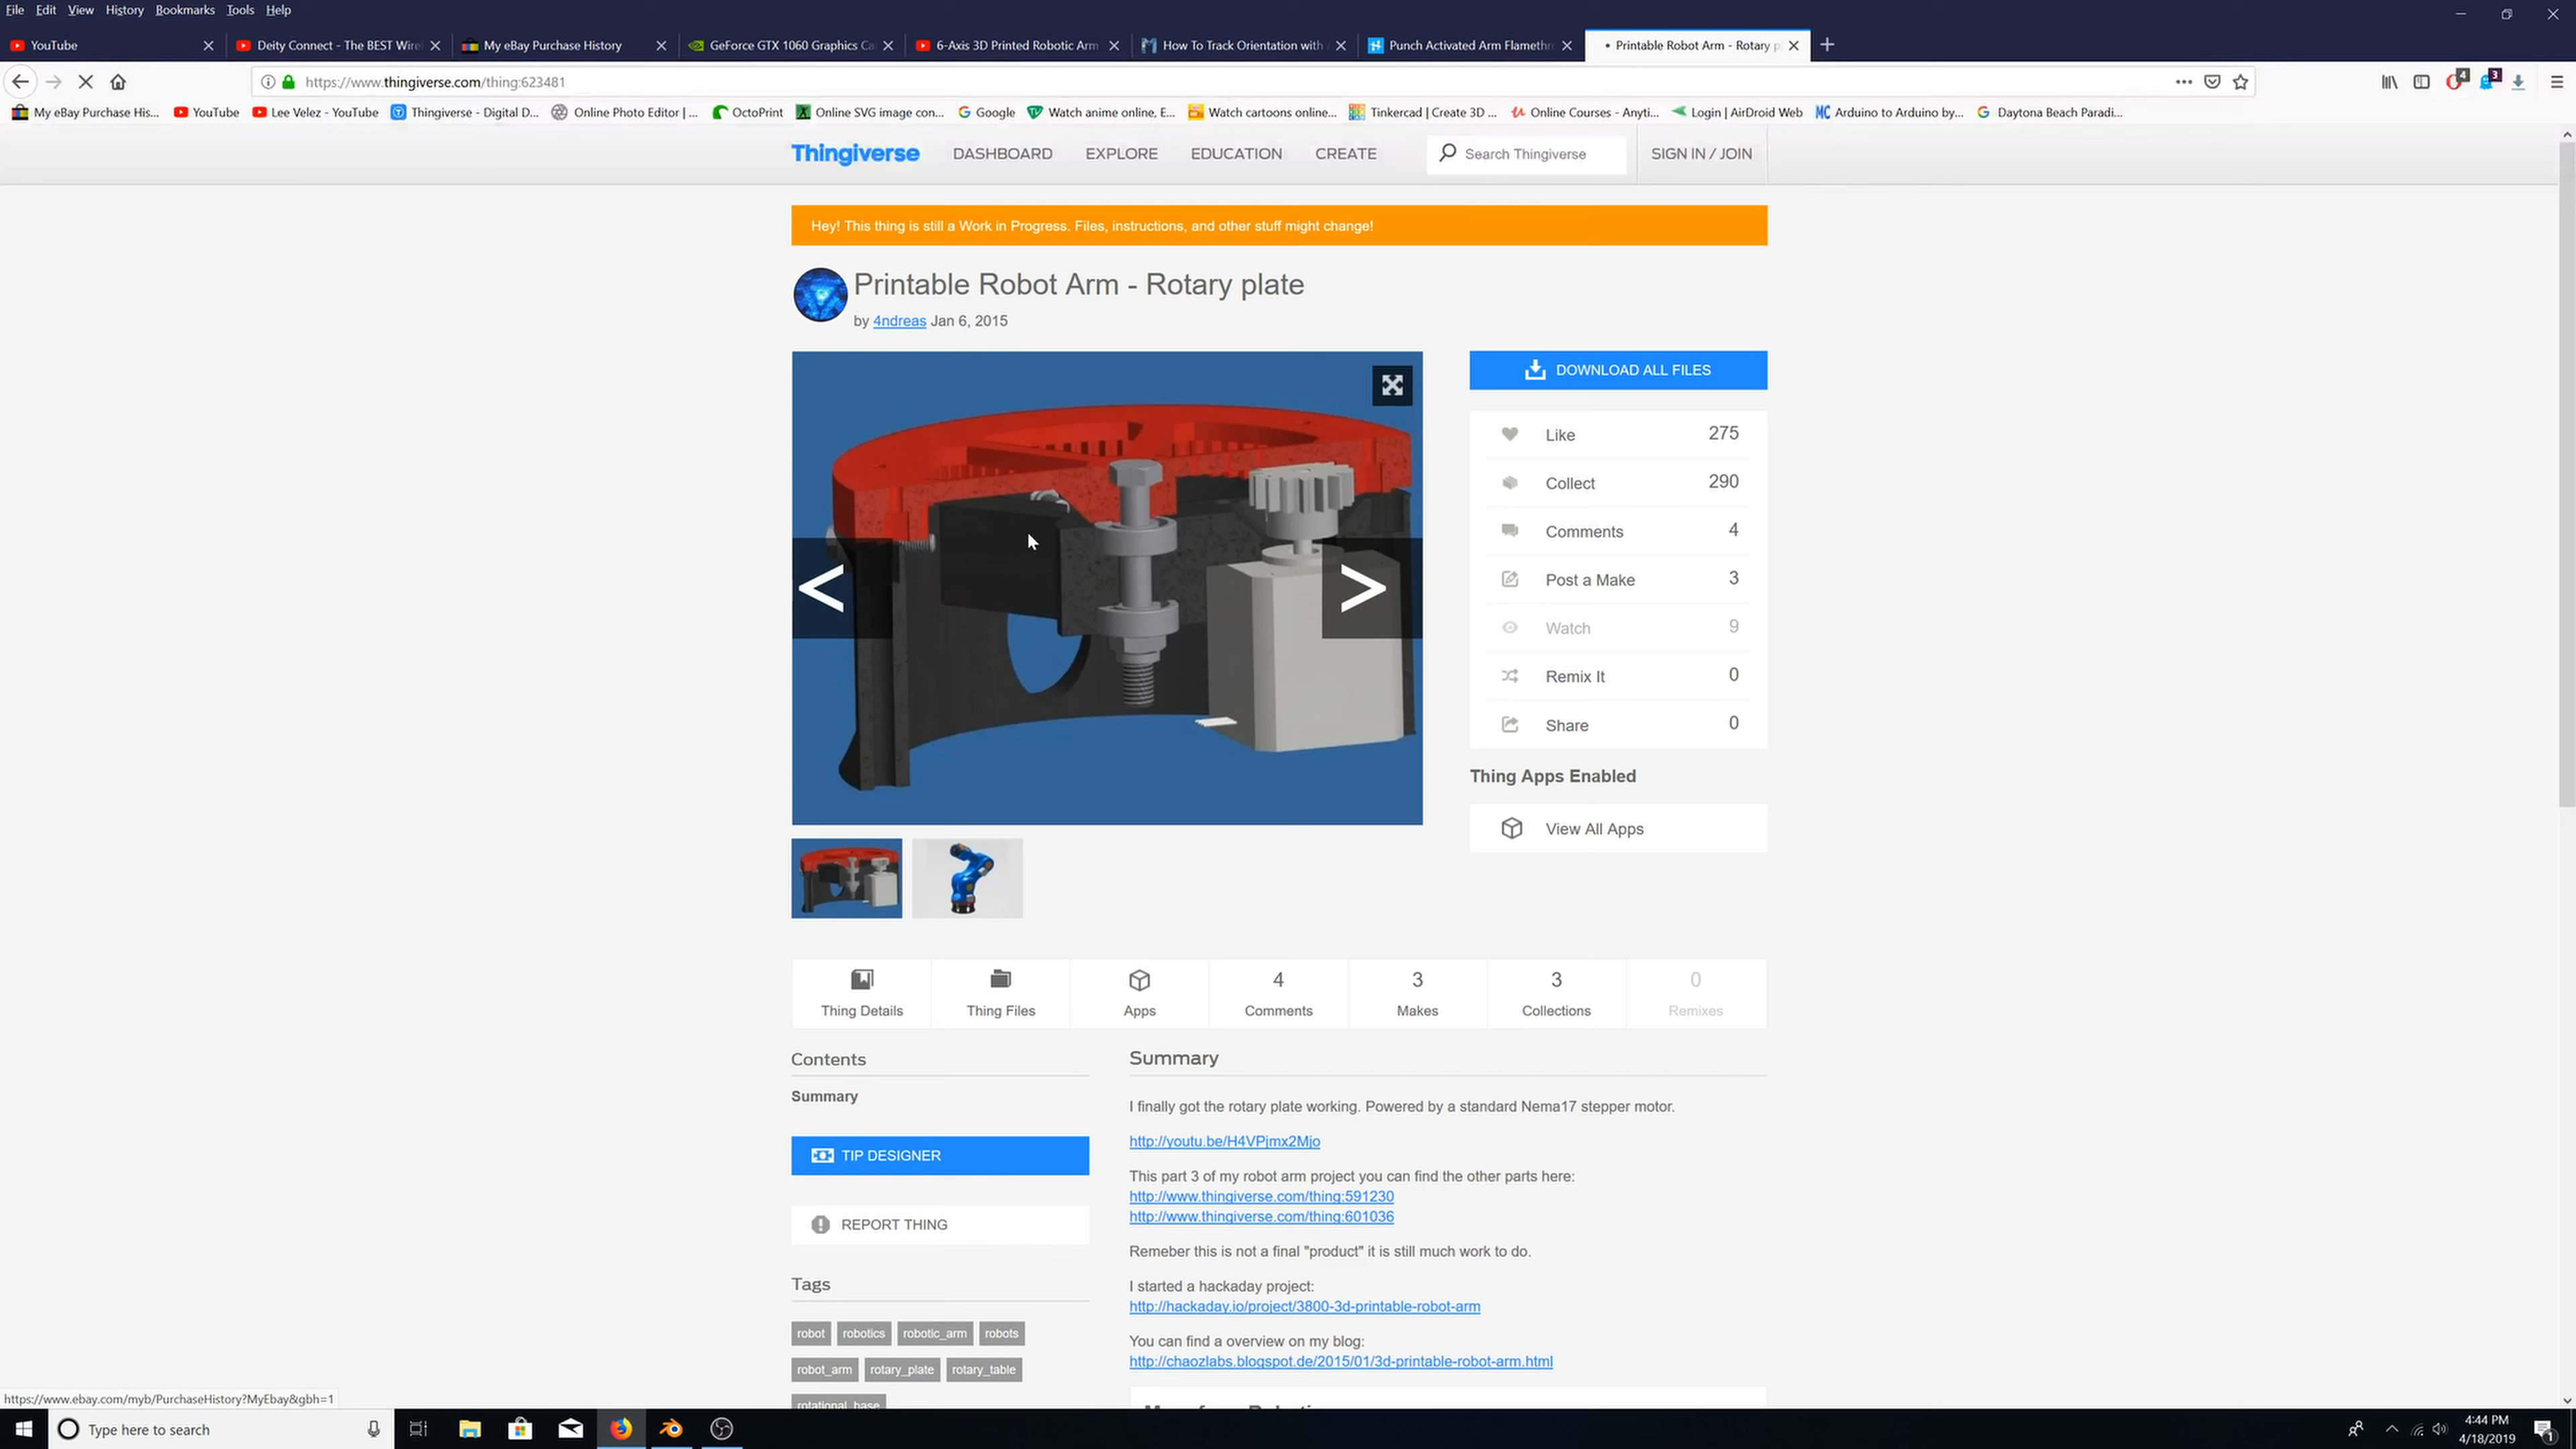 File Edit View History Bookmarks Tools Help
YouTube
Deity Connect - The BEST Wire
My eBay Purchase History
GeForce GTX 1060 Graphics Ca
6-Axis 3D Printed Robotic Arm
How To Track Orientation with
Punch Activated Arm Flamethr
Printable Robot Arm - Rotary p
https://www.thingiverse.com/thing:623481
4
3
My eBay Purchase His...
YouTube
Lee Velez - YouTube
Thingiverse - Digital D...
Online Photo Editor | ...
OctoPrint
Online SVG image con...
Google
Watch anime online, E...
Watch cartoons online...
Tinkercad | Create 3D ...
Online Courses - Anyti...
Login | AirDroid Web
Arduino to Arduino by...
Daytona Beach Paradi...
Thingiverse
DASHBOARD
EXPLORE
EDUCATION
CREATE
Search Thingiverse
SIGN IN / JOIN
Hey! This thing is still a Work in Progress. Files, instructions, and other stuff might change!
Printable Robot Arm - Rotary plate
by 4ndreas Jan 6, 2015
DOWNLOAD ALL FILES
Like 275
Collect 290
Comments 4
Post a Make 3
Watch 9
Remix It 0
Share 0
Thing Apps Enabled
View All Apps
Thing Details
Thing Files
Apps
4 Comments
3 Makes
3 Collections
0 Remixes
Contents
Summary
TIP DESIGNER
REPORT THING
Tags
robot robotics robotic_arm robots
robot_arm rotary_plate rotary_table
rotational_base
Summary
I finally got the rotary plate working. Powered by a standard Nema17 stepper motor.
http://youtu.be/H4VPjmx2Mjo
This part 3 of my robot arm project you can find the other parts here:
http://www.thingiverse.com/thing:591230
http://www.thingiverse.com/thing:601036
Remeber this is not a final "product" it is still much work to do.
I started a hackaday project:
http://hackaday.io/project/3800-3d-printable-robot-arm
You can find a overview on my blog:
http://chaozlabs.blogspot.de/2015/01/3d-printable-robot-arm.html
https://www.ebay.com/myb/PurchaseHistory?MyEbay&gbh=1
Type here to search
4:44 PM
4/18/2019
1